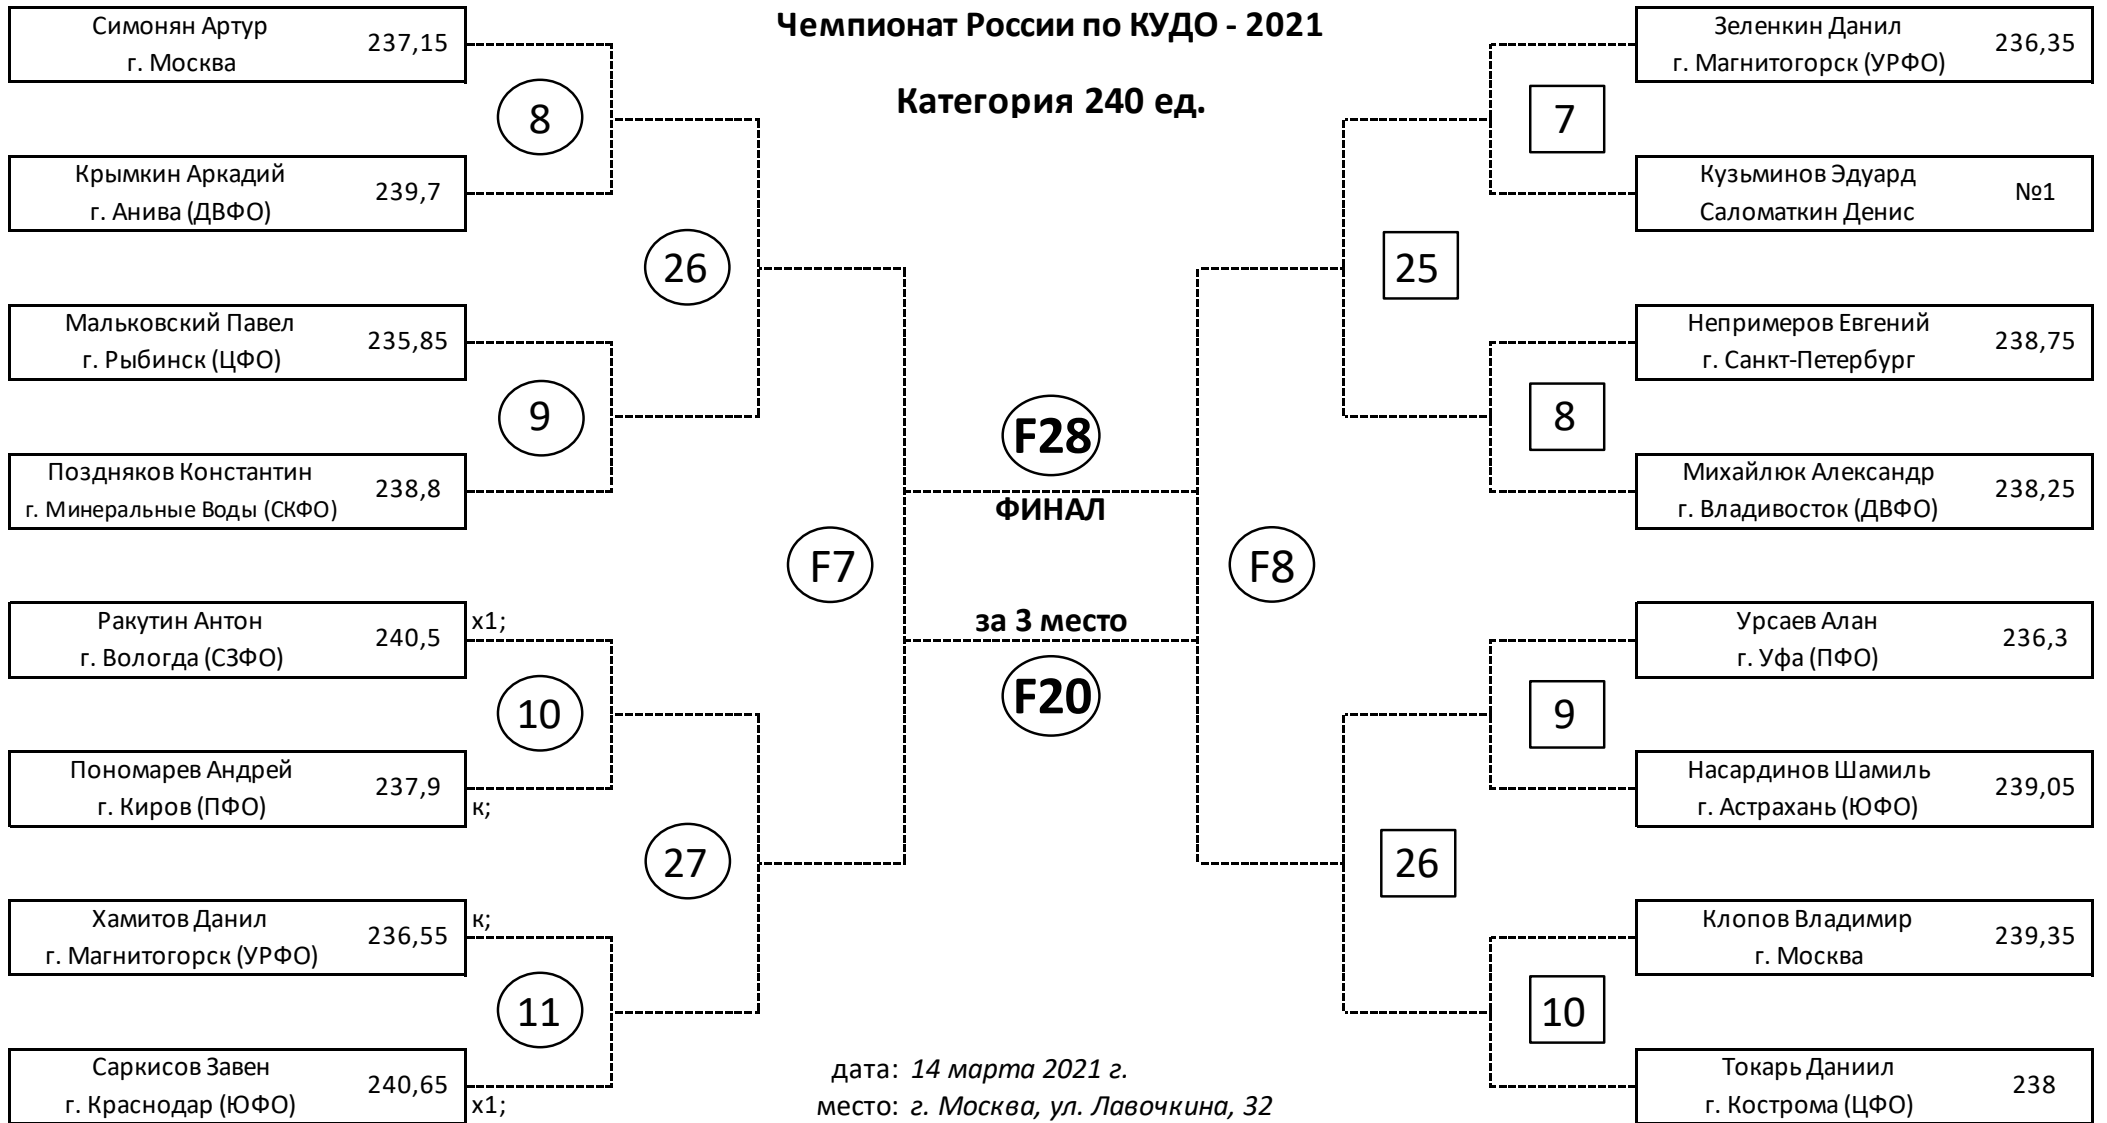 Чемпионат России по КУДО - 2021
Категория 240 ед.
Симонян Артур
г. Москва
237,15
8
Крымкин Аркадий
г. Анива (ДВФО)
239,7
26
Мальковский Павел
г. Рыбинск (ЦФО)
235,85
9
Поздняков Константин
г. Минеральные Воды (СКФО)
238,8
F7
Ракутин Антон
г. Вологда (СЗФО)
240,5
х1;
10
Пономарев Андрей
г. Киров (ПФО)
237,9
к;
27
Хамитов Данил
г. Магнитогорск (УРФО)
236,55
к;
11
Саркисов Завен
г. Краснодар (ЮФО)
240,65
х1;
F28
ФИНАЛ
за 3 место
F20
Зеленкин Данил
г. Магнитогорск (УРФО)
236,35
7
Кузьминов Эдуард
Саломаткин Денис
№1
25
Непримеров Евгений
г. Санкт-Петербург
238,75
8
Михайлюк Александр
г. Владивосток (ДВФО)
238,25
F8
Урсаев Алан
г. Уфа (ПФО)
236,3
9
Насардинов Шамиль
г. Астрахань (ЮФО)
239,05
26
Клопов Владимир
г. Москва
239,35
10
Токарь Даниил
г. Кострома (ЦФО)
238
дата: 14 марта 2021 г.
место: г. Москва, ул. Лавочкина, 32